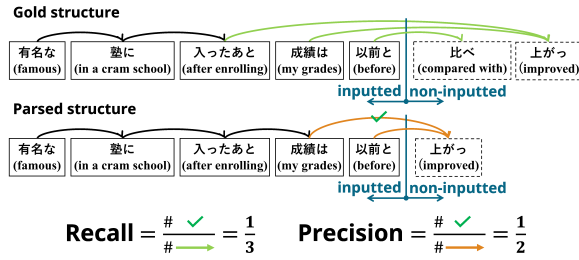 Gold structure
有名な 塾に 入ったあと 成績は 以前と 比べ 上がっ
(famous) (in a cram school) (after enrolling) (my grades) (before) (compared with) (improved)
inputted non-inputted
Parsed structure
有名な 塾に 入ったあと 成績は 以前と 上がっ
(famous) (in a cram school) (after enrolling) (my grades) (before) (improved)
inputted non-inputted
Recall = # ✓ / # → = 1/3 Precision = # ✓ / # → = 1/2